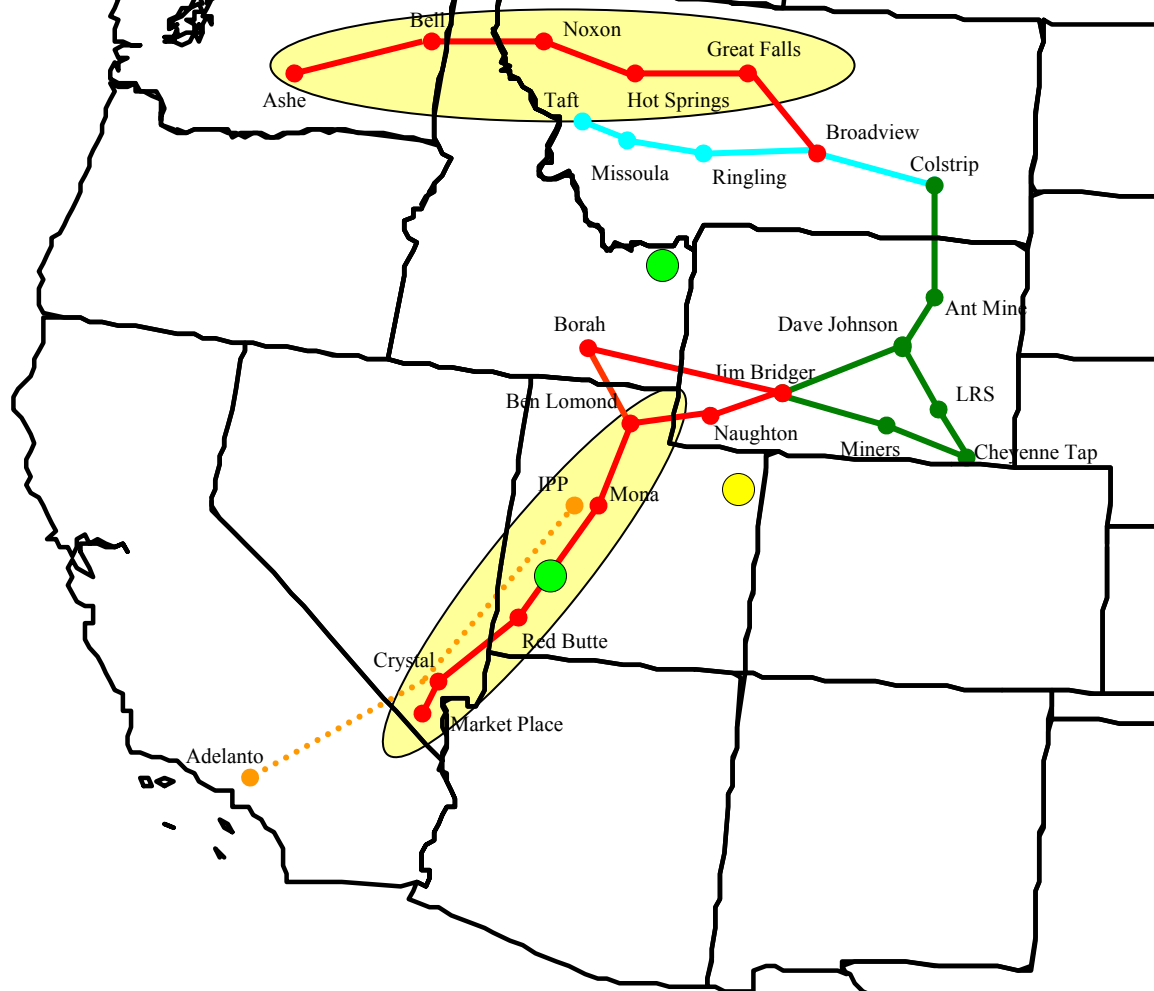 Bell
Noxon
Great Falls
Ashe
Taft
Hot Springs
Broadview
Colstrip
Missoula
Ringling
Ant Mine
Borah
Dave Johnson
Jim Bridger
Ben Lomond
LRS
Naughton
Miners
Cheyenne Tap
IPP
Mona
Red Butte
Crystal
Market Place
Adelanto